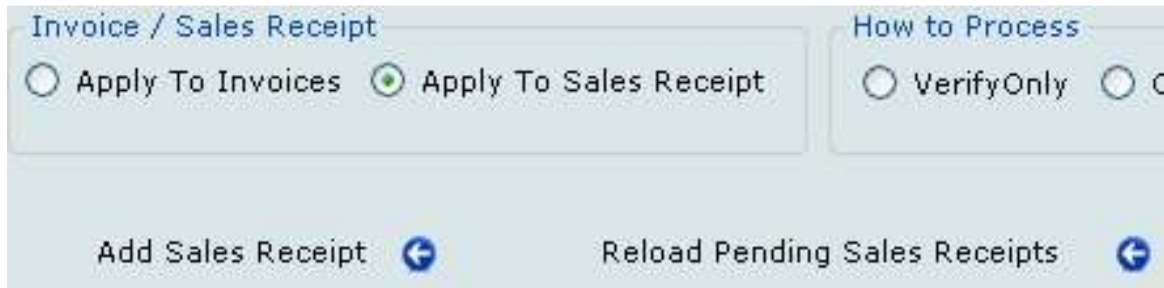 Invoice / Sales Receipt How to Process
Apply To Invoices Apply To Sales Receipt VerifyOnly
Add Sales Receipt Reload Pending Sales Receipts